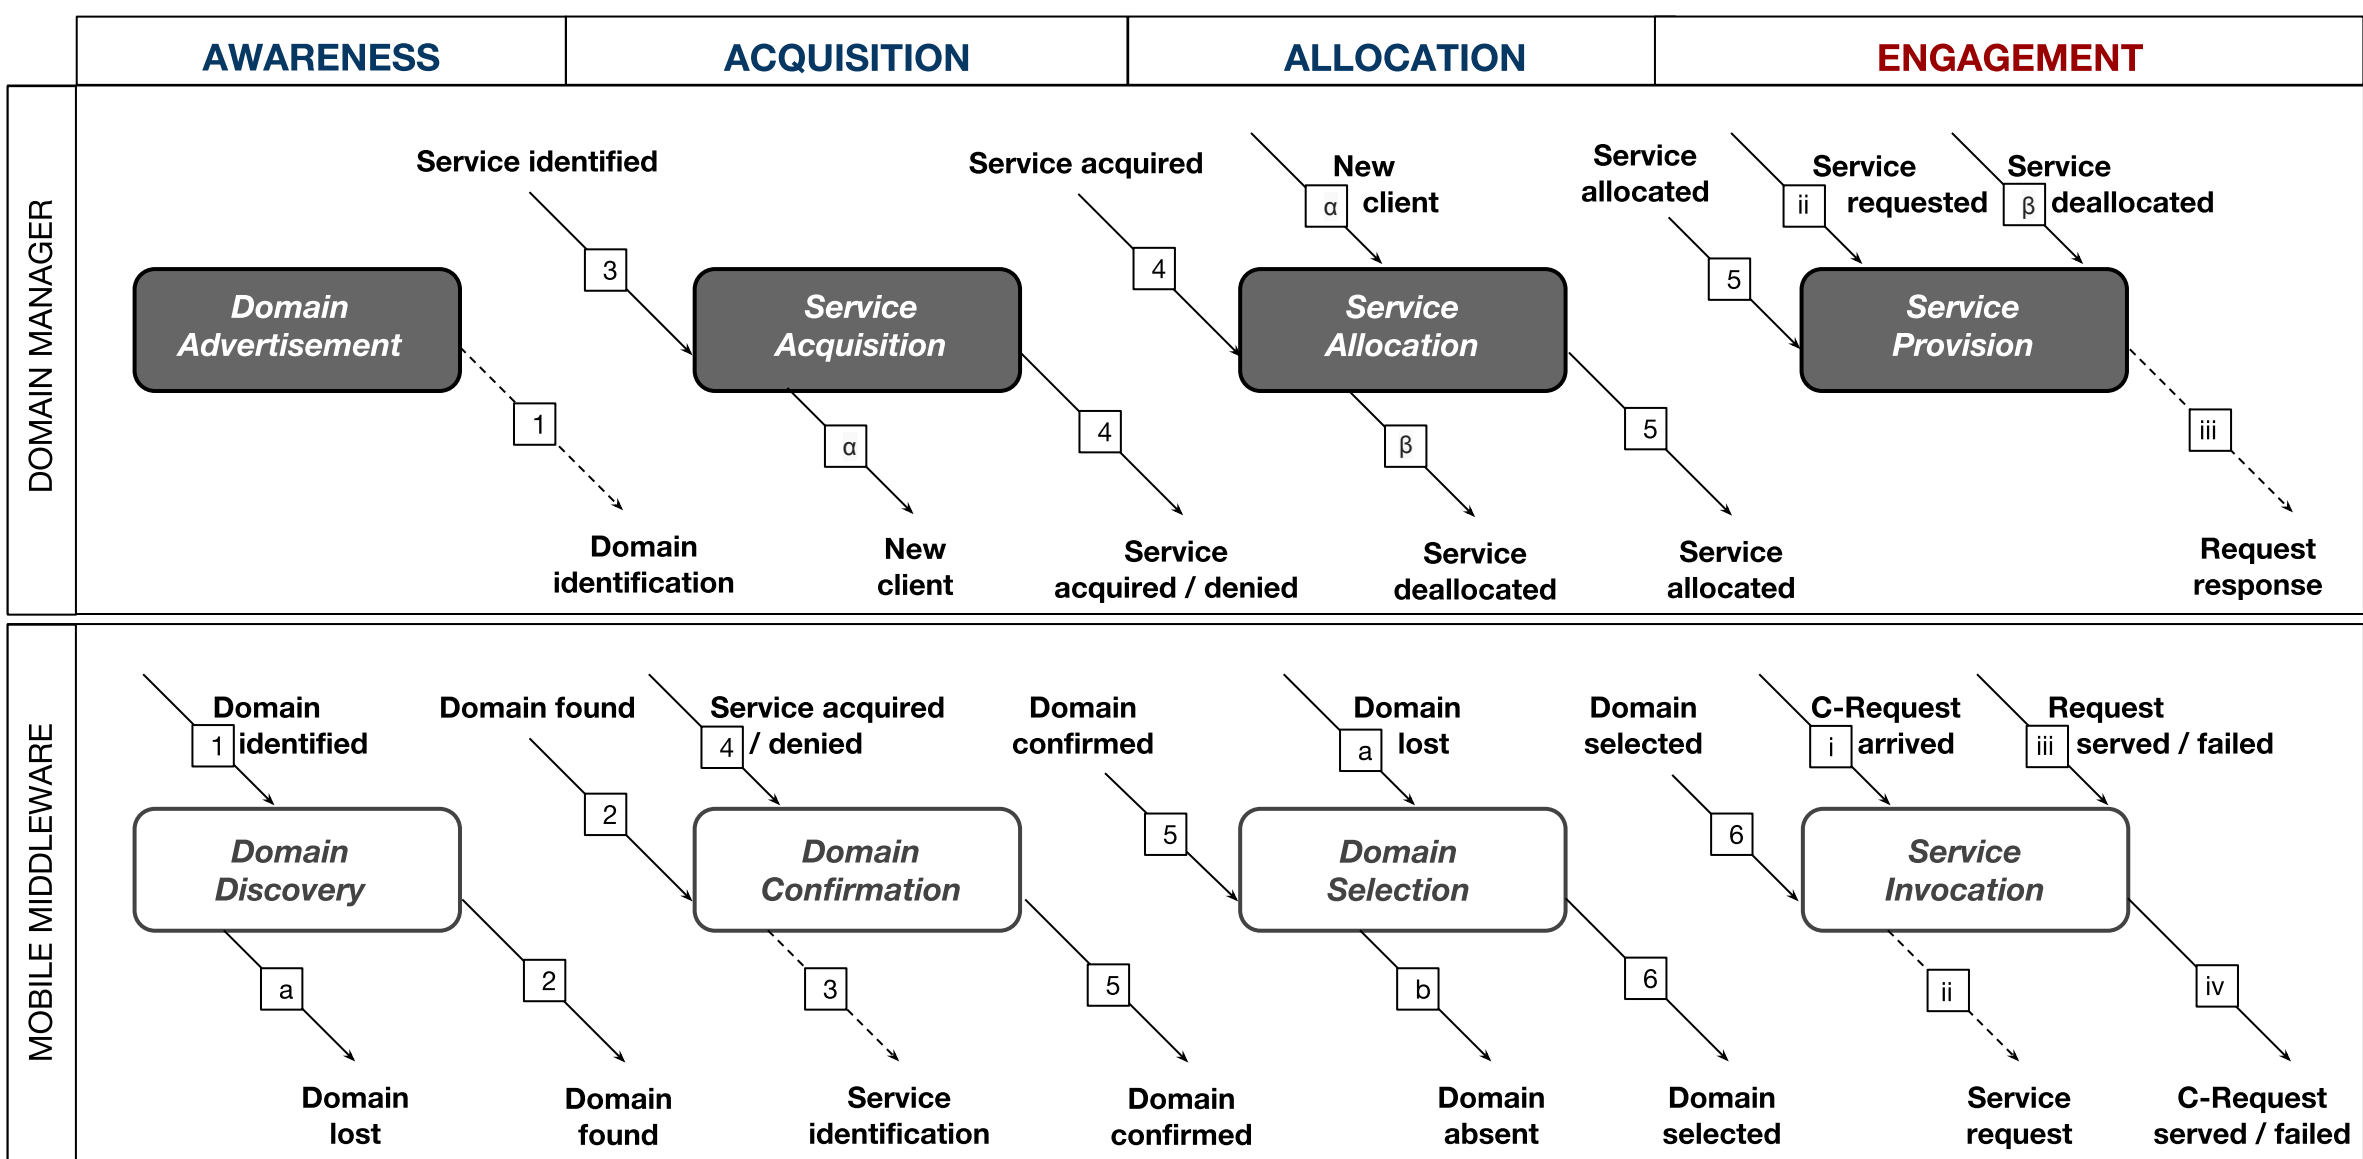 AWARENESS
ACQUISITION
ALLOCATION
ENGAGEMENT
DOMAIN MANAGER
Service identified
3
Service acquired
4
New
client
α
Service
allocated
5
Service
requested
ii
Service
deallocated
β
Domain
Advertisement
Service
Acquisition
Service
Allocation
Service
Provision
1
Domain
identification
α
New
client
4
Service
acquired / denied
β
Service
deallocated
5
Service
allocated
iii
Request
response
MOBILE MIDDLEWARE
Domain
identified
1
Domain found
2
Service acquired
/ denied
4
Domain
confirmed
5
Domain
lost
a
Domain
selected
6
C-Request
arrived
i
Request
served / failed
iii
Domain
Discovery
Domain
Confirmation
Domain
Selection
Service
Invocation
a
Domain
lost
2
Domain
found
3
Service
identification
5
Domain
confirmed
b
Domain
absent
6
Domain
selected
ii
Service
request
iv
C-Request
served / failed